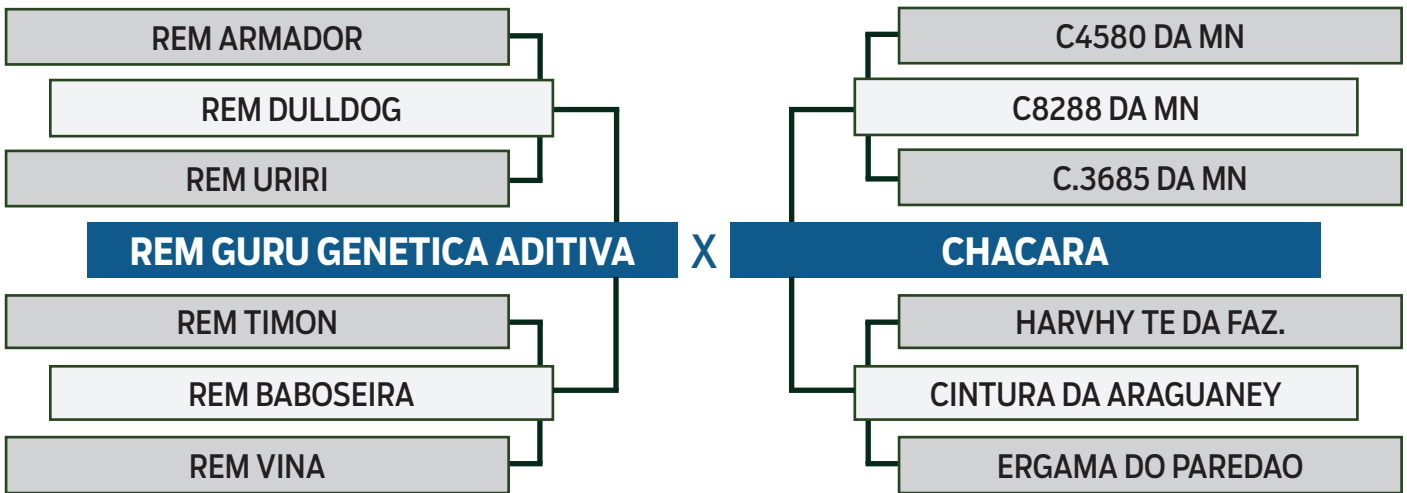 REM ARMADOR
REM DULLDOG
REM URIRI
REM GURU GENETICA ADITIVA
REM TIMON
REM BABOSEIRA
REM VINA
X
C4580 DA MN
C8288 DA MN
C.3685 DA MN
CHACARA
HARVHY TE DA FAZ.
CINTURA DA ARAGUANEY
ERGAMA DO PAREDAO